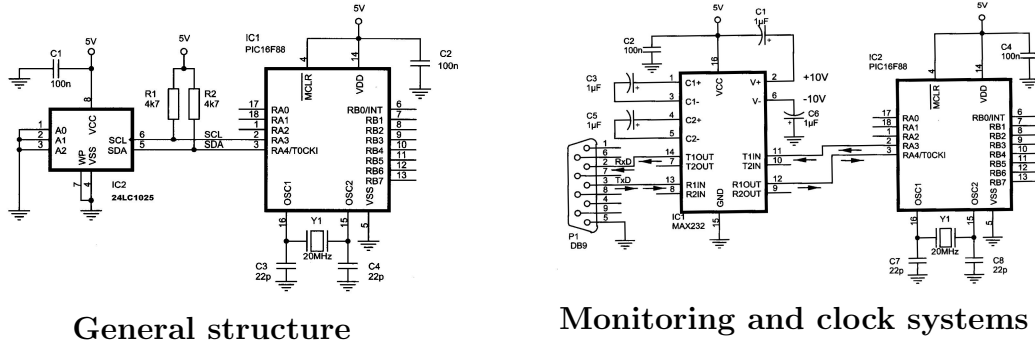 5V
C1
100n
5V
R1
4k7
R2
4k7
8
VCC
1 A0
2 A1
3 A2
SCL 6
SDA 5
WP
VSS
7 4
IC2
24LC1025
SCL
SDA
IC1
PIC16F88
5V
C2
100n
4
14
MCLR
VDD
17 RA0
18 RA1
1 RA2
2 RA3
3 RA4/T0CKI
RB0/INT 6
RB1 7
RB2 8
RB3 9
RB4 10
RB5 11
RB6 12
RB7 13
OSC1
OSC2
VSS
16
15
5
Y1
20MHz
C3
22p
C4
22p
General structure
5V
C1
1µF
C2
100n
16
VCC
C3
1µF
C5
1µF
1 C1+
3 C1-
4 C2+
5 C2-
V+ 2
V- 6
+10V
-10V
C6
1µF
14 T1OUT
7 T2OUT
13 R1IN
8 R2IN
T1IN 11
T2IN 10
R1OUT 12
R2OUT 9
GND
15
IC1
MAX232
RxD
TxD
1
6
2
7
3
8
4
9
5
P1
DB9
IC2
PIC16F88
5V
C4
100n
4
14
MCLR
VDD
17 RA0
18 RA1
1 RA2
2 RA3
3 RA4/T0CKI
RB0/INT 6
RB1 7
RB2 8
RB3 9
RB4 10
RB5 11
RB6 12
RB7 13
OSC1
OSC2
VSS
16
15
5
Y1
20MHz
C7
22p
C8
22p
Monitoring and clock systems